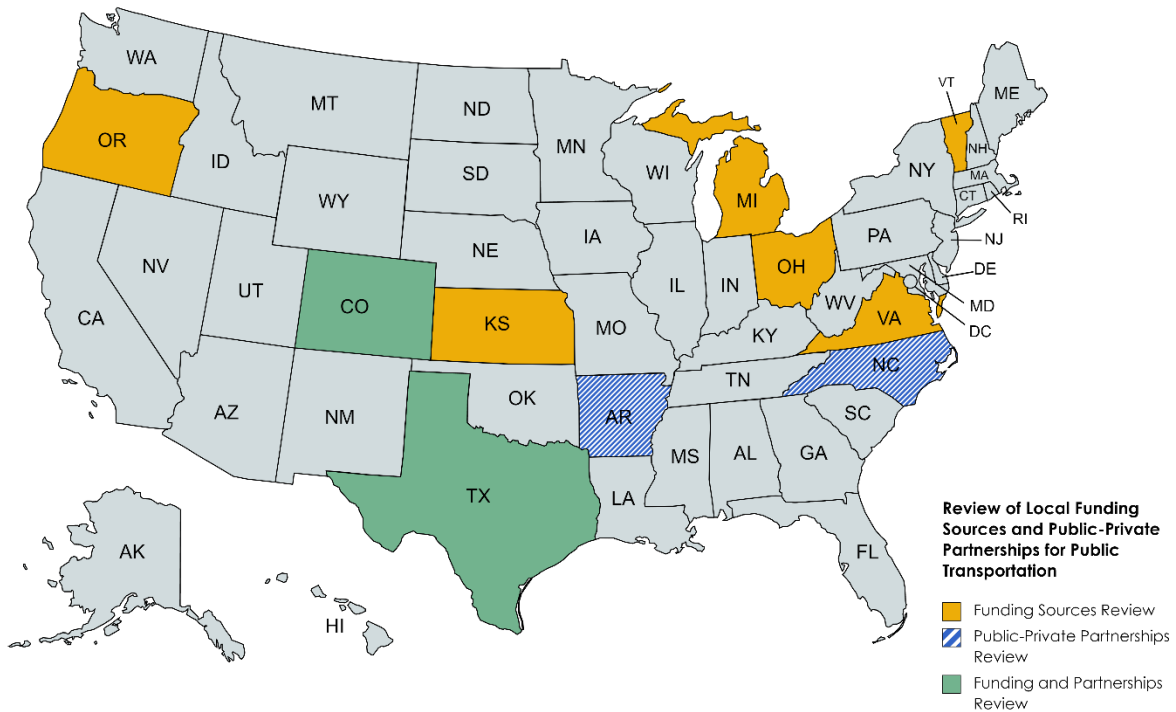 WA
MT
ND
MN
VT
ME
OR
ID
SD
WI
MI
NY
NH
MA
CT
RI
WY
IA
NE
PA
NJ
NV
UT
CO
KS
IL
IN
OH
WV
VA
DE
MD
DC
CA
MO
KY
AZ
NM
OK
AR
TN
NC
SC
TX
LA
MS
AL
GA
FL
AK
HI
Review of Local Funding
Sources and Public-Private
Partnerships for Public
Transportation
Funding Sources Review
Public-Private Partnerships
Review
Funding and Partnerships
Review